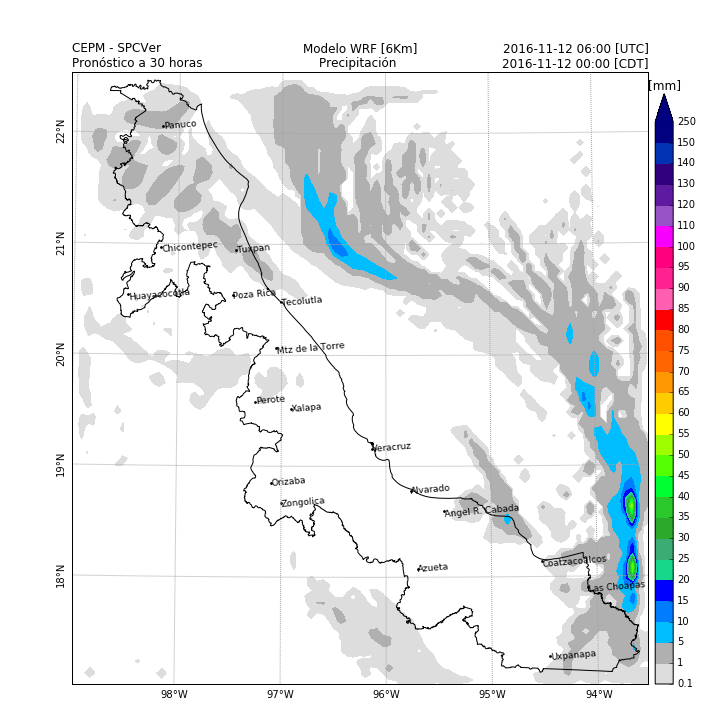 CEPM - SPCVer
Modelo WRF [6Km]
2016-11-12 06:00 [UTC]
Pronóstico a 30 horas
Precipitación
2016-11-12 00:00 [CDT]
[mm]
250
150
140
130
120
110
100
95
90
85
80
75
70
65
60
55
50
45
40
35
30
25
20
15
10
5
1
0.1
22°N
21°N
20°N
19°N
18°N
98°W
97°W
96°W
95°W
94°W
Panuco
Chicontepec
Tuxpan
Huayacocotla
Poza Rica
Tecolutla
Mtz de la Torre
Perote
Xalapa
Veracruz
Orizaba
Alvarado
Zongolica
Angel R. Cabada
Coatzacoalcos
Azueta
Las Choapas
Uxpanapa